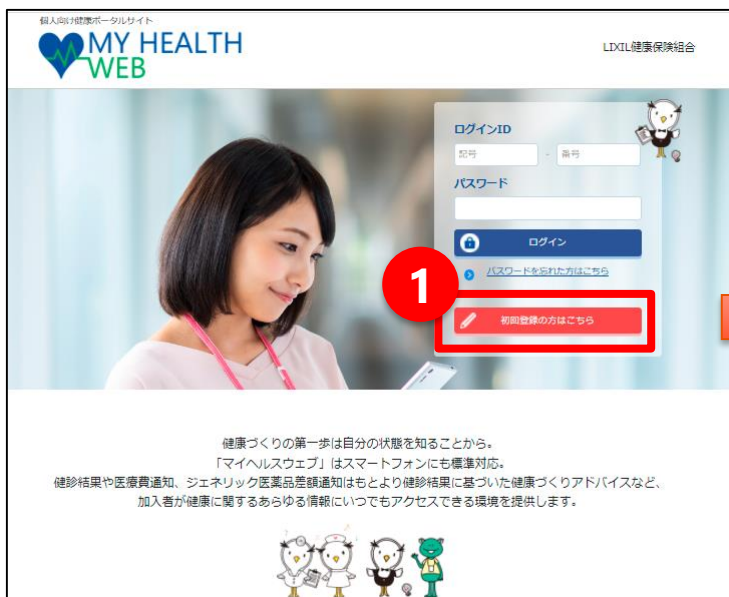 個人向け健康ポータルサイト
MY HEALTH
WEB
LIXIL健康保険組合
ログインID
記号 - 番号
パスワード
ログイン
パスワードを忘れた方はこちら
1
初回登録の方はこちら
健康づくりの第一歩は自分の状態を知ることから。
「マイヘルスウェブ」はスマートフォンにも標準対応。
健診結果や医療費通知、ジェネリック医薬品差額通知はもとより健診結果に基づいた健康づくりアドバイスなど、
加入者が健康に関するあらゆる情報にいつでもアクセスできる環境を提供します。